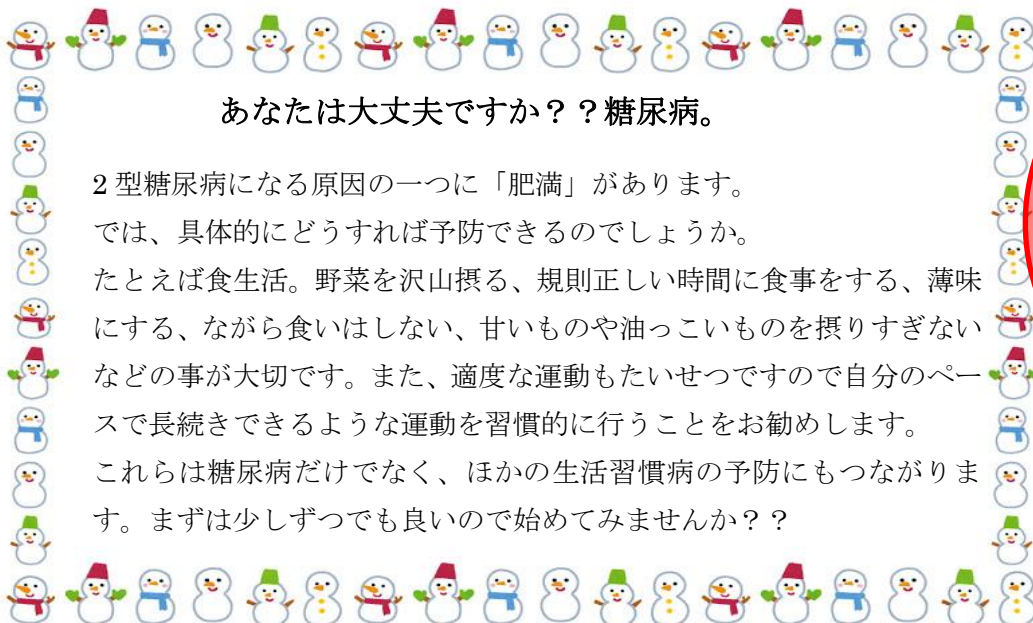 あなたは大丈夫ですか？？糖尿病。
2型糖尿病になる原因の一つに「肥満」があります。
では、具体的にどうすれば予防できるのでしょうか。
たとえば食生活。野菜を沢山摂る、規則正しい時間に食事をする、薄味
にする、ながら食いはしない、甘いものや油っこいものを摂りすぎない
などの事が大切です。また、適度な運動もたいせつですので自分のペー
スで長続きできるような運動を習慣的に行うことをお勧めします。
これらは糖尿病だけでなく、ほかの生活習慣病の予防にもつながりま
す。まずは少しずつでも良いので始めてみませんか？？